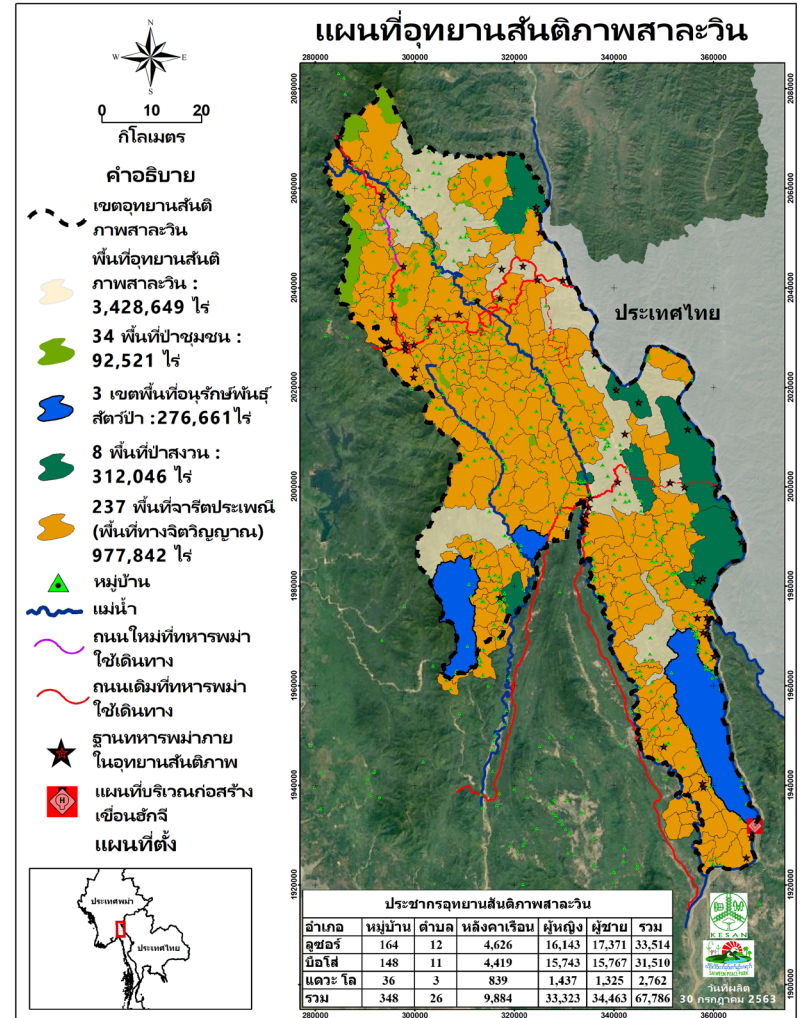 แผนที่อุทยานสันติภาพสาละวิน
N
W
E
S
0 10 20
กิโลเมตร
คำอธิบาย
เขตอุทยานสันติ
ภาพสาละวิน
พื้นที่อุทยานสันติ
ภาพสาละวิน :
3,428,649 ไร่
34 พื้นที่ป่าชุมชน :
92,521 ไร่
3 เขตพื้นที่อนุรักษ์พันธุ์
สัตว์ป่า :276,661ไร่
8 พื้นที่ป่าสงวน :
312,046 ไร่
237 พื้นที่จารีตประเพณี
(พื้นที่ทางจิตวิญญาณ)
977,842 ไร่
หมู่บ้าน
แม่น้ำ
ถนนใหม่ที่ทหารพม่า
ใช้เดินทาง
ถนนเดิมที่ทหารพม่า
ใช้เดินทาง
ฐานทหารพม่าภาย
ในอุทยานสันติภาพ
H
แผนที่บริเวณก่อสร้าง
เขื่อนฮักจี
แผนที่ตั้ง
ประเทศพม่า
ประเทศไทย
280000 300000 320000 340000 360000
2080000 2080000
2060000 2060000
2040000 2040000
ประเทศไทย
2020000 2020000
2000000 2000000
1980000 1980000
1960000 1960000
1940000 1940000
H
1920000 1920000
1900000
ประชากรอุทยานสันติภาพสาละวิน
อำเภอ หมู่บ้าน ตำบล หลังคาเรือน ผู้หญิง ผู้ชาย รวม
ลูซอร์ 164 12 4,626 16,143 17,371 33,514
บือโส่ 148 11 4,419 15,743 15,767 31,510
แดวะ โล 36 3 839 1,437 1,325 2,762
รวม 348 26 9,884 33,323 34,463 67,786
KESAN
SALWEEN PEACE PARK
วันที่ผลิต
30 กรกฎาคม 2563
280000 300000 320000 340000 360000